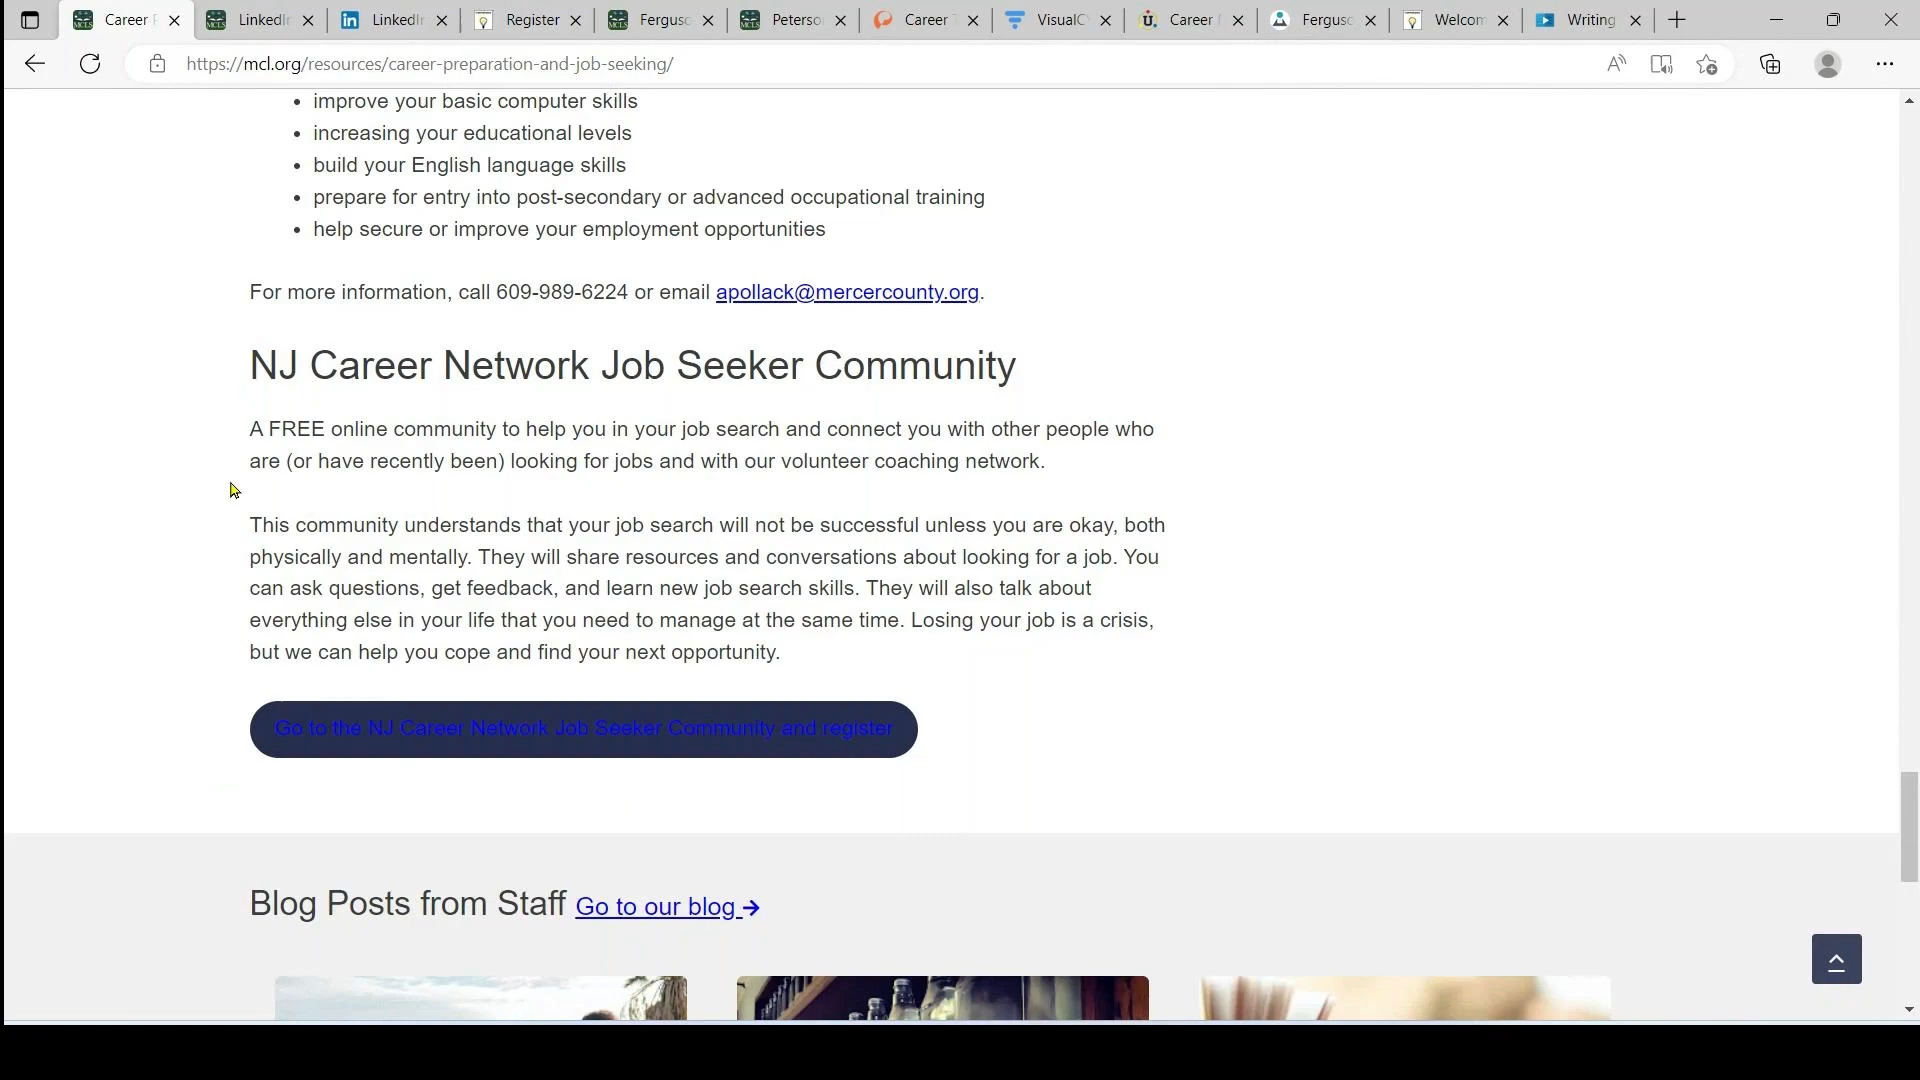 Career P
LinkedIn
LinkedIn
Register
Ferguso
Peterso
Career T
VisualC
Career
Ferguso
Welcom
Writing
https://mcl.org/resources/career-preparation-and-job-seeking/
• improve your basic computer skills
• increasing your educational levels
• build your English language skills
• prepare for entry into post-secondary or advanced occupational training
• help secure or improve your employment opportunities
For more information, call 609-989-6224 or email apollack@mercercounty.org.
NJ Career Network Job Seeker Community
A FREE online community to help you in your job search and connect you with other people who
are (or have recently been) looking for jobs and with our volunteer coaching network.
This community understands that your job search will not be successful unless you are okay, both
physically and mentally. They will share resources and conversations about looking for a job. You
can ask questions, get feedback, and learn new job search skills. They will also talk about
everything else in your life that you need to manage at the same time. Losing your job is a crisis,
but we can help you cope and find your next opportunity.
Go to the NJ Career Network Job Seeker Community and register
Blog Posts from Staff Go to our blog →